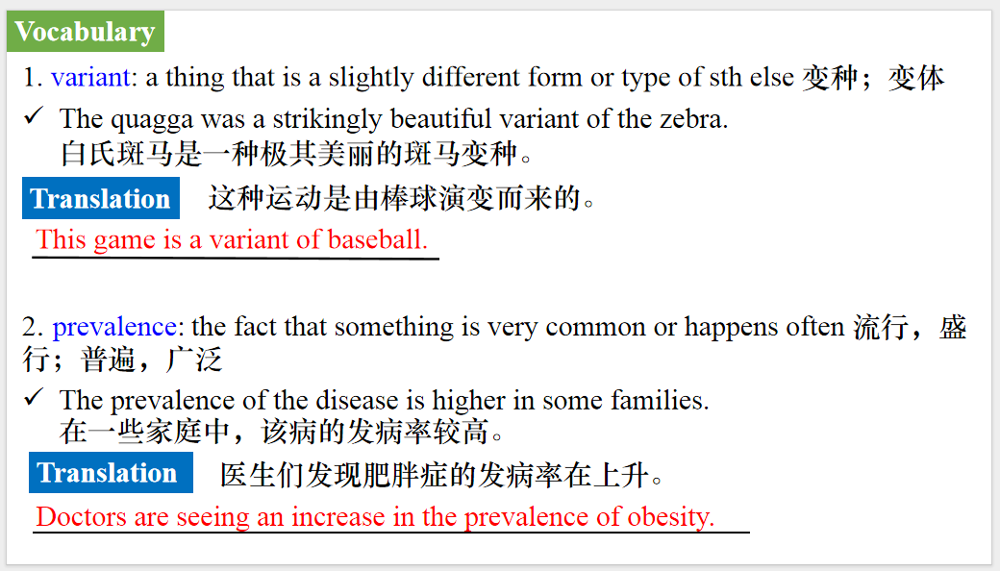 Vocabulary
1. variant: a thing that is a slightly different form or type of sth else 变种；变体
✓ The quagga was a strikingly beautiful variant of the zebra.
白氏斑马是一种极其美丽的斑马变种。
Translation 这种运动是由棒球演变而来的。
This game is a variant of baseball.
2. prevalence: the fact that something is very common or happens often 流行，盛
行；普遍，广泛
✓ The prevalence of the disease is higher in some families.
在一些家庭中，该病的发病率较高。
Translation 医生们发现肥胖症的发病率在上升。
Doctors are seeing an increase in the prevalence of obesity.